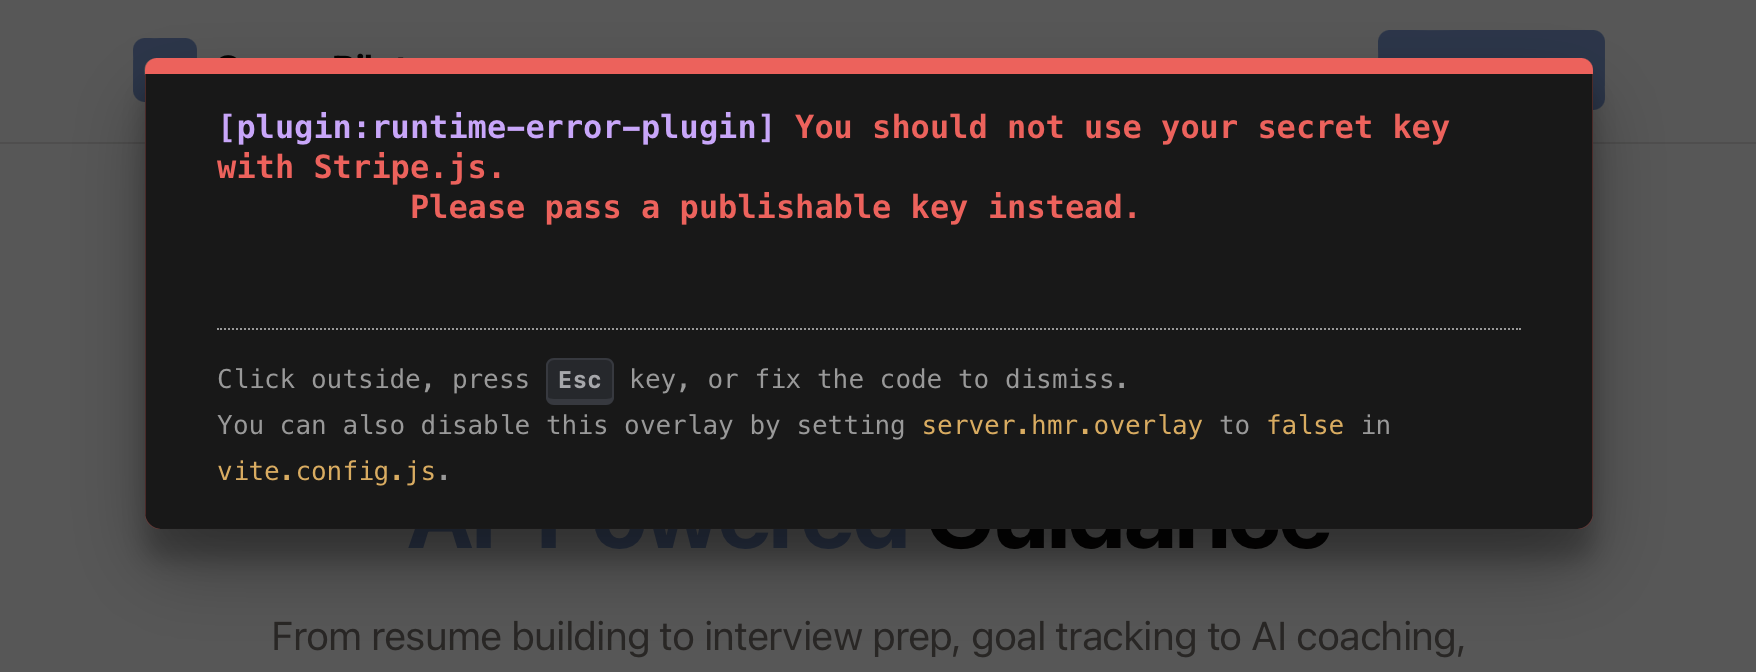 [plugin:runtime-error-plugin] You should not use your secret key
with Stripe.js.
Please pass a publishable key instead.
Click outside, press Esc key, or fix the code to dismiss.
You can also disable this overlay by setting server.hmr.overlay to false in
vite.config.js.
AI-Powered Guidance
From resume building to interview prep, goal tracking to AI coaching,